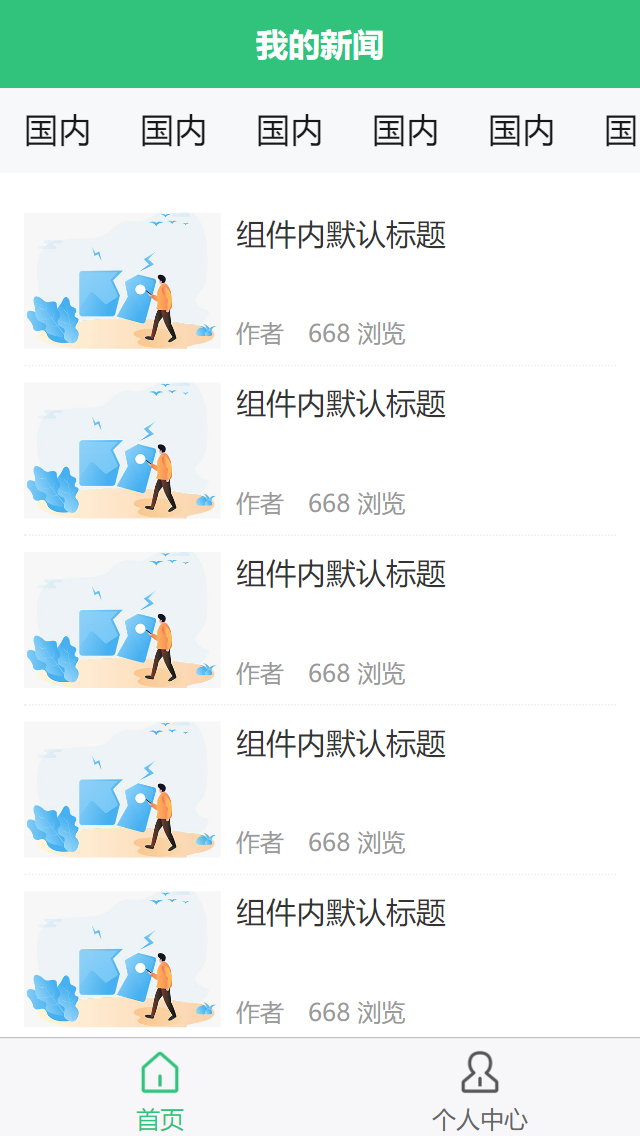 我的新闻
国内 国内 国内 国内 国内 国
组件内默认标题
作者 668 浏览
组件内默认标题
作者 668 浏览
组件内默认标题
作者 668 浏览
组件内默认标题
作者 668 浏览
组件内默认标题
作者 668 浏览
首页 个人中心